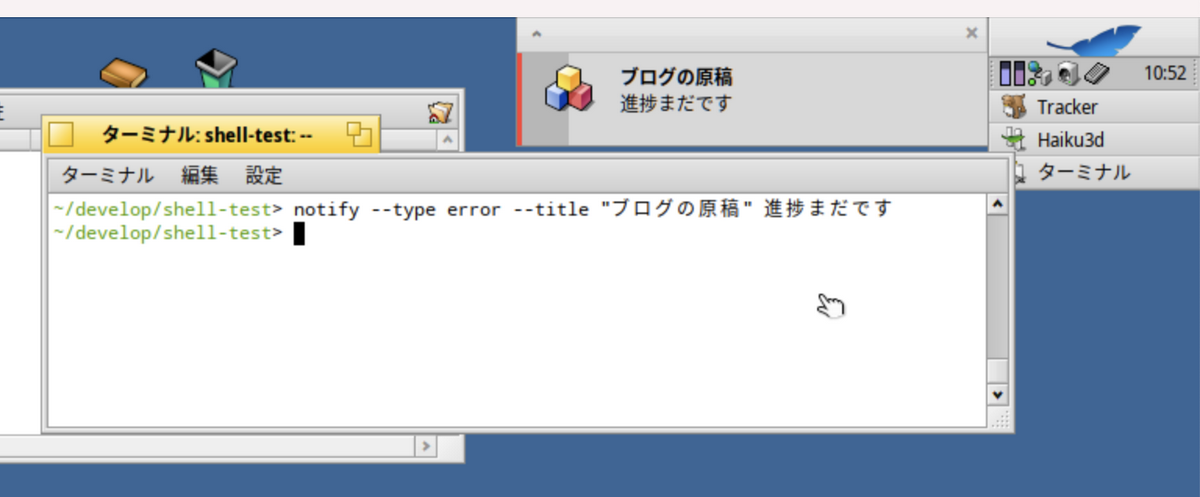 ブログの原稿
進捗まだです
10:52
Tracker
Haiku3d
ターミナル
ターミナル: shell-test: --
ターミナル 編集 設定
~/develop/shell-test> notify --type error --title "ブログの原稿" 進捗まだです
~/develop/shell-test>